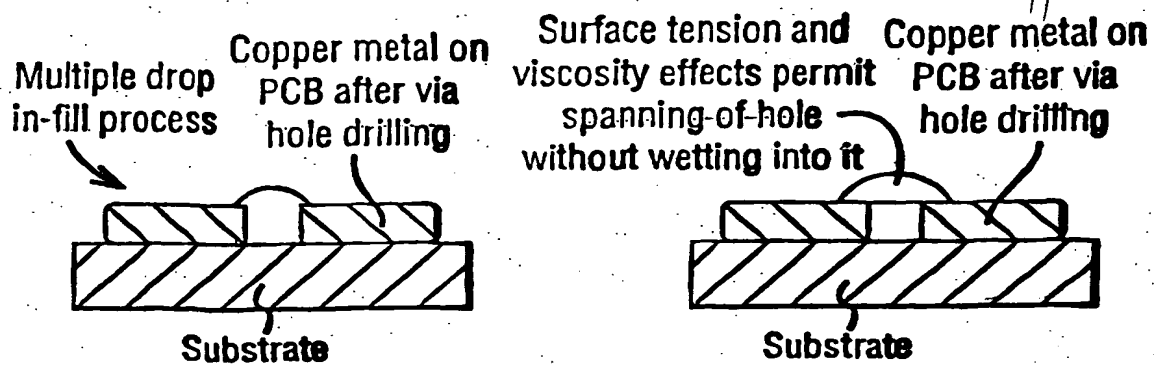 Multiple drop
in-fill process
Copper metal on
PCB after via
hole drilling
Substrate
Surface tension and
viscosity effects permit
spanning-of-hole
without wetting into it
Copper metal on
PCB after via
hole drilling
Substrate